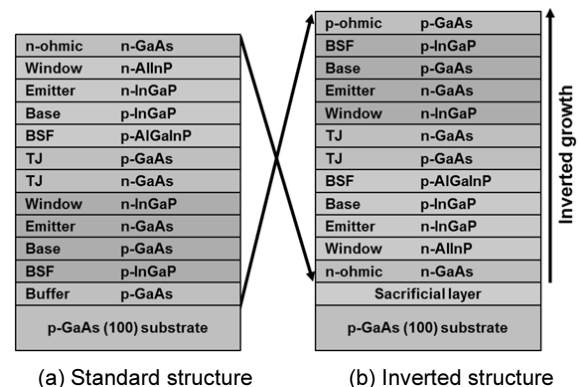 n-ohmic n-GaAs
Window n-AlInP
Emitter n-InGaP
Base p-InGaP
BSF p-AlGaInP
TJ p-GaAs
TJ n-GaAs
Window n-InGaP
Emitter n-GaAs
Base p-GaAs
BSF p-InGaP
Buffer p-GaAs
p-GaAs (100) substrate
(a) Standard structure
p-ohmic p-GaAs
BSF p-InGaP
Base p-GaAs
Emitter n-GaAs
Window n-InGaP
TJ n-GaAs
TJ p-GaAs
BSF p-AlGaInP
Base p-InGaP
Emitter n-InGaP
Window n-AlInP
n-ohmic n-GaAs
Sacrificial layer
p-GaAs (100) substrate
(b) Inverted structure
Inverted growth